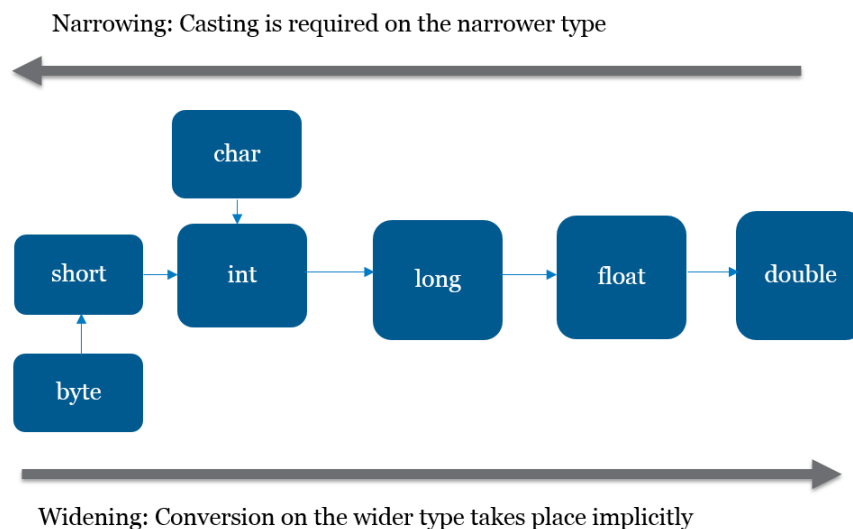 Narrowing: Casting is required on the narrower type
char
short
int
long
float
double
byte
Widening: Conversion on the wider type takes place implicitly